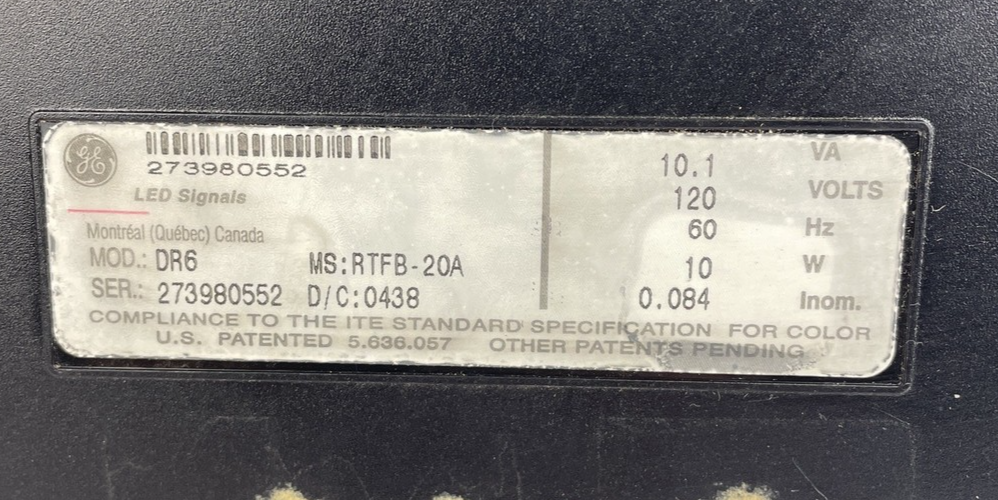 GE
273980552
LED Signals
Montréal (Québec) Canada
MOD.: DR6 MS:RTFB-20A
SER.: 273980552 D/C:0438
10.1 VA
120 VOLTS
60 Hz
10 W
0.084 Inom.
COMPLIANCE TO THE ITE STANDARD SPECIFICATION FOR COLOR
U.S. PATENTED 5.636.057 OTHER PATENTS PENDING